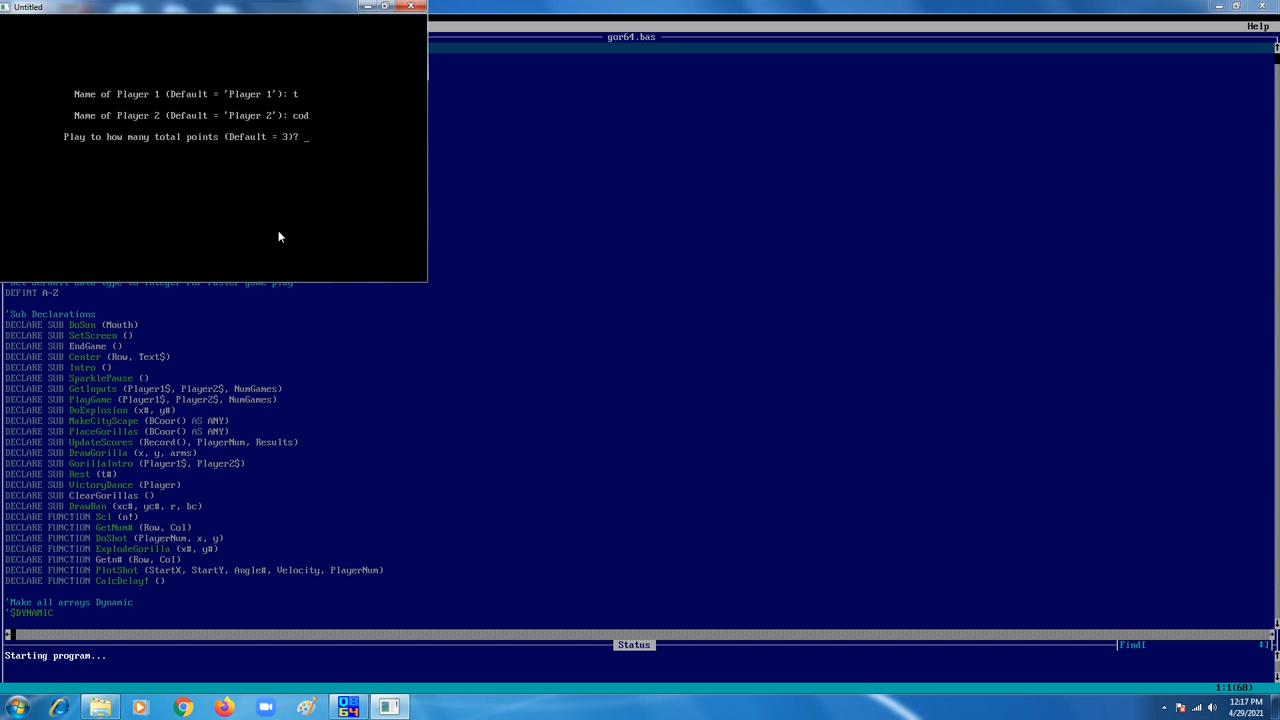 Untitled
Help
gor64.bas
Name of Player 1 (Default = 'Player 1'): t
Name of Player 2 (Default = 'Player 2'): cod
Play to how many total points (Default = 3)? _
DEFINT A-Z
'Sub Declarations
DECLARE SUB DoSun (Mouth)
DECLARE SUB SetScreen ()
DECLARE SUB EndGame ()
DECLARE SUB Center (Row, Text$)
DECLARE SUB Intro ()
DECLARE SUB SparklePause ()
DECLARE SUB GetInputs (Player1$, Player2$, NumGames)
DECLARE SUB PlayGame (Player1$, Player2$, NumGames)
DECLARE SUB DoExplosion (x#, y#)
DECLARE SUB MakeCityScape (BCoor() AS ANY)
DECLARE SUB PlaceGorillas (BCoor() AS ANY)
DECLARE SUB UpdateScores (Record(), PlayerNum, Results)
DECLARE SUB DrawGorilla (x, y, arms)
DECLARE SUB GorillaIntro (Player1$, Player2$)
DECLARE SUB Rest (t#)
DECLARE SUB VictoryDance (Player)
DECLARE SUB ClearGorillas ()
DECLARE SUB DrawBan (xc#, yc#, r, bc)
DECLARE FUNCTION Scl (n!)
DECLARE FUNCTION GetNum# (Row, Col)
DECLARE FUNCTION DoShot (PlayerNum, x, y)
DECLARE FUNCTION ExplodeGorilla (x#, y#)
DECLARE FUNCTION Getn# (Row, Col)
DECLARE FUNCTION PlotShot (StartX, StartY, Angle#, Velocity, PlayerNum)
DECLARE FUNCTION CalcDelay! ()
'Make all arrays Dynamic
'$DYNAMIC
Status
Find[
Starting program...
1:1(68)
12:17 PM
4/29/2021